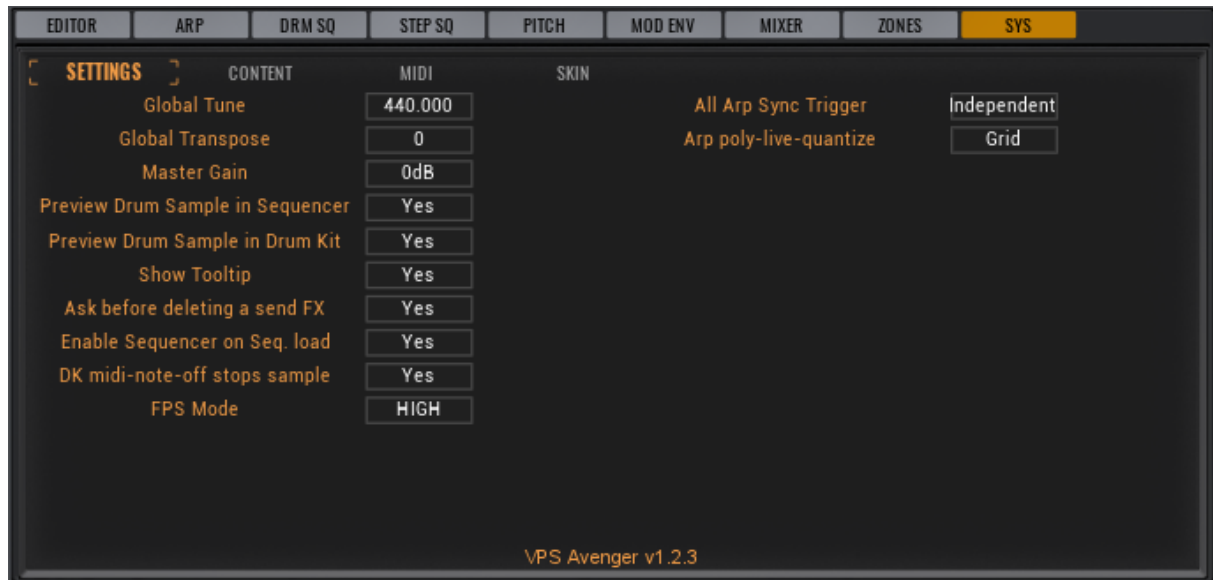 EDITOR ARP DRM SQ STEP SQ PITCH MOD ENV MIXER ZONES SYS
SETTINGS CONTENT MIDI SKIN
Global Tune 440.000 All Arp Sync Trigger Independent
Global Transpose 0 Arp poly-live-quantize Grid
Master Gain 0dB
Preview Drum Sample in Sequencer Yes
Preview Drum Sample in Drum Kit Yes
Show Tooltip Yes
Ask before deleting a send FX Yes
Enable Sequencer on Seq. load Yes
DK midi-note-off stops sample Yes
FPS Mode HIGH
VPS Avenger v1.2.3